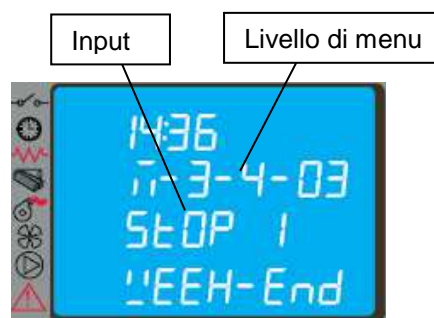 Input
Livello di menu
14:36
M-3-4-03
StOP 1
WEEK-End